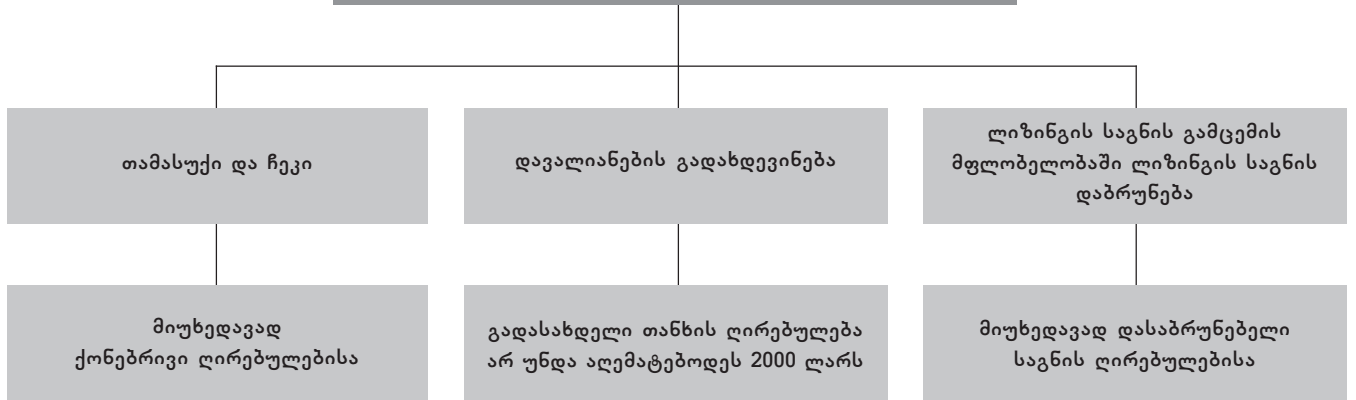 თამასუქი და ჩეკი
დავალიანების გადახდევინება
ლიზინგის საგნის გამცემის
მფლობელობაში ლიზინგის საგნის
დაბრუნება
მიუხედავად
ქონებრივი ღირებულებისა
გადასახდელი თანხის ღირებულება
არ უნდა აღემატებოდეს 2000 ლარს
მიუხედავად დასაბრუნებელი
საგნის ღირებულებისა